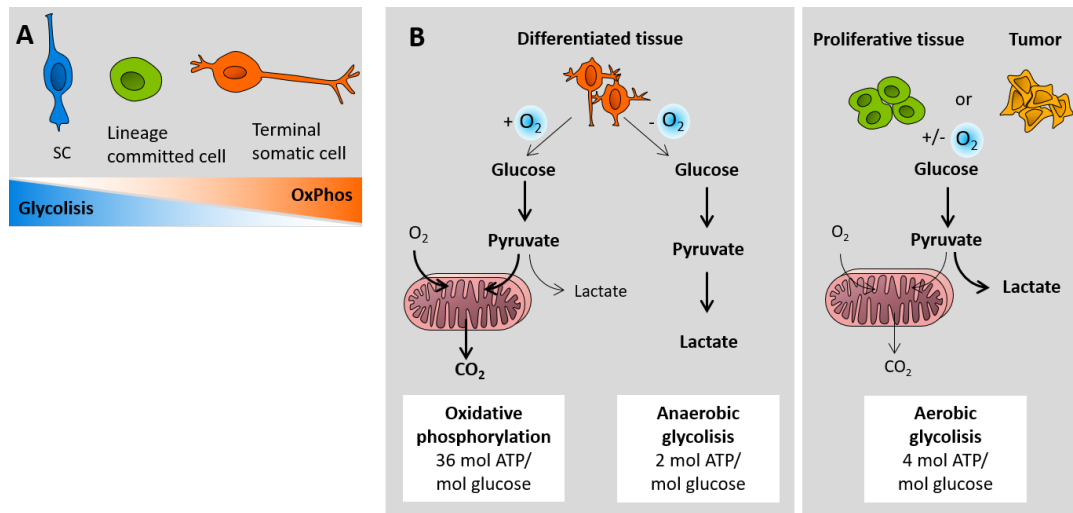 A
SC
Lineage
committed cell
Terminal
somatic cell
Glycolisis
OxPhos
B
Differentiated tissue
+ O₂
- O₂
Glucose
Glucose
O₂
Pyruvate
Pyruvate
Lactate
Lactate
CO₂
Oxidative
phosphorylation
36 mol ATP/
mol glucose
Anaerobic
glycolisis
2 mol ATP/
mol glucose
Proliferative tissue
Tumor
or
+/- O₂
Glucose
O₂
Pyruvate
Lactate
CO₂
Aerobic
glycolisis
4 mol ATP/
mol glucose